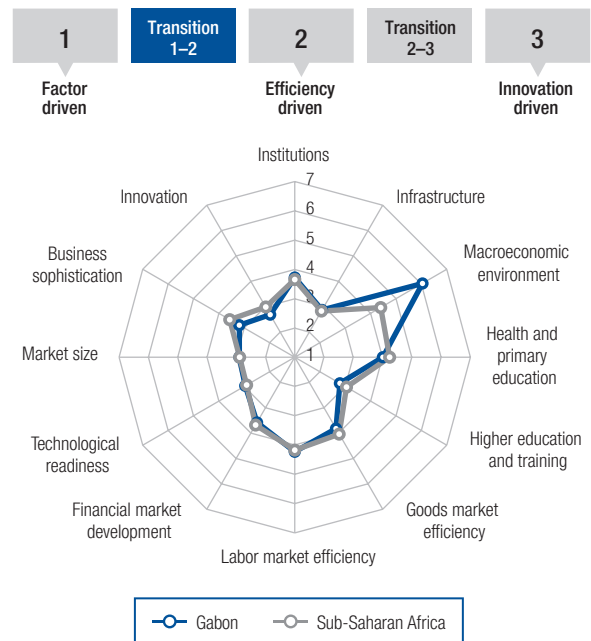 1
Transition
1–2
2
Transition
2–3
3
Factor
driven
Efficiency
driven
Innovation
driven
Institutions
Infrastructure
Macroeconomic
environment
Health and
primary
education
Higher education
and training
Goods market
efficiency
Labor market efficiency
Financial market
development
Technological
readiness
Market size
Business
sophistication
Innovation
7
6
5
4
3
2
1
Gabon
Sub-Saharan Africa